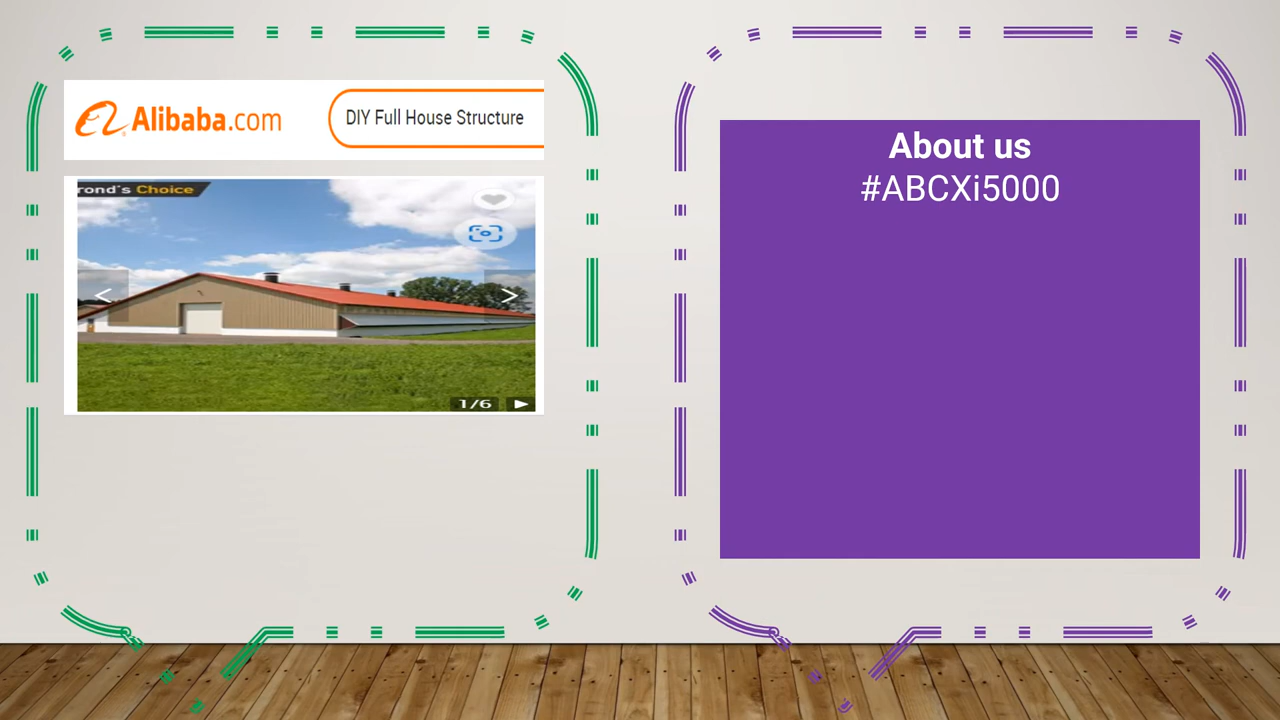 Alibaba.com
DIY Full House Structure
rond's Choice
1/6
About us
#ABCXi5000